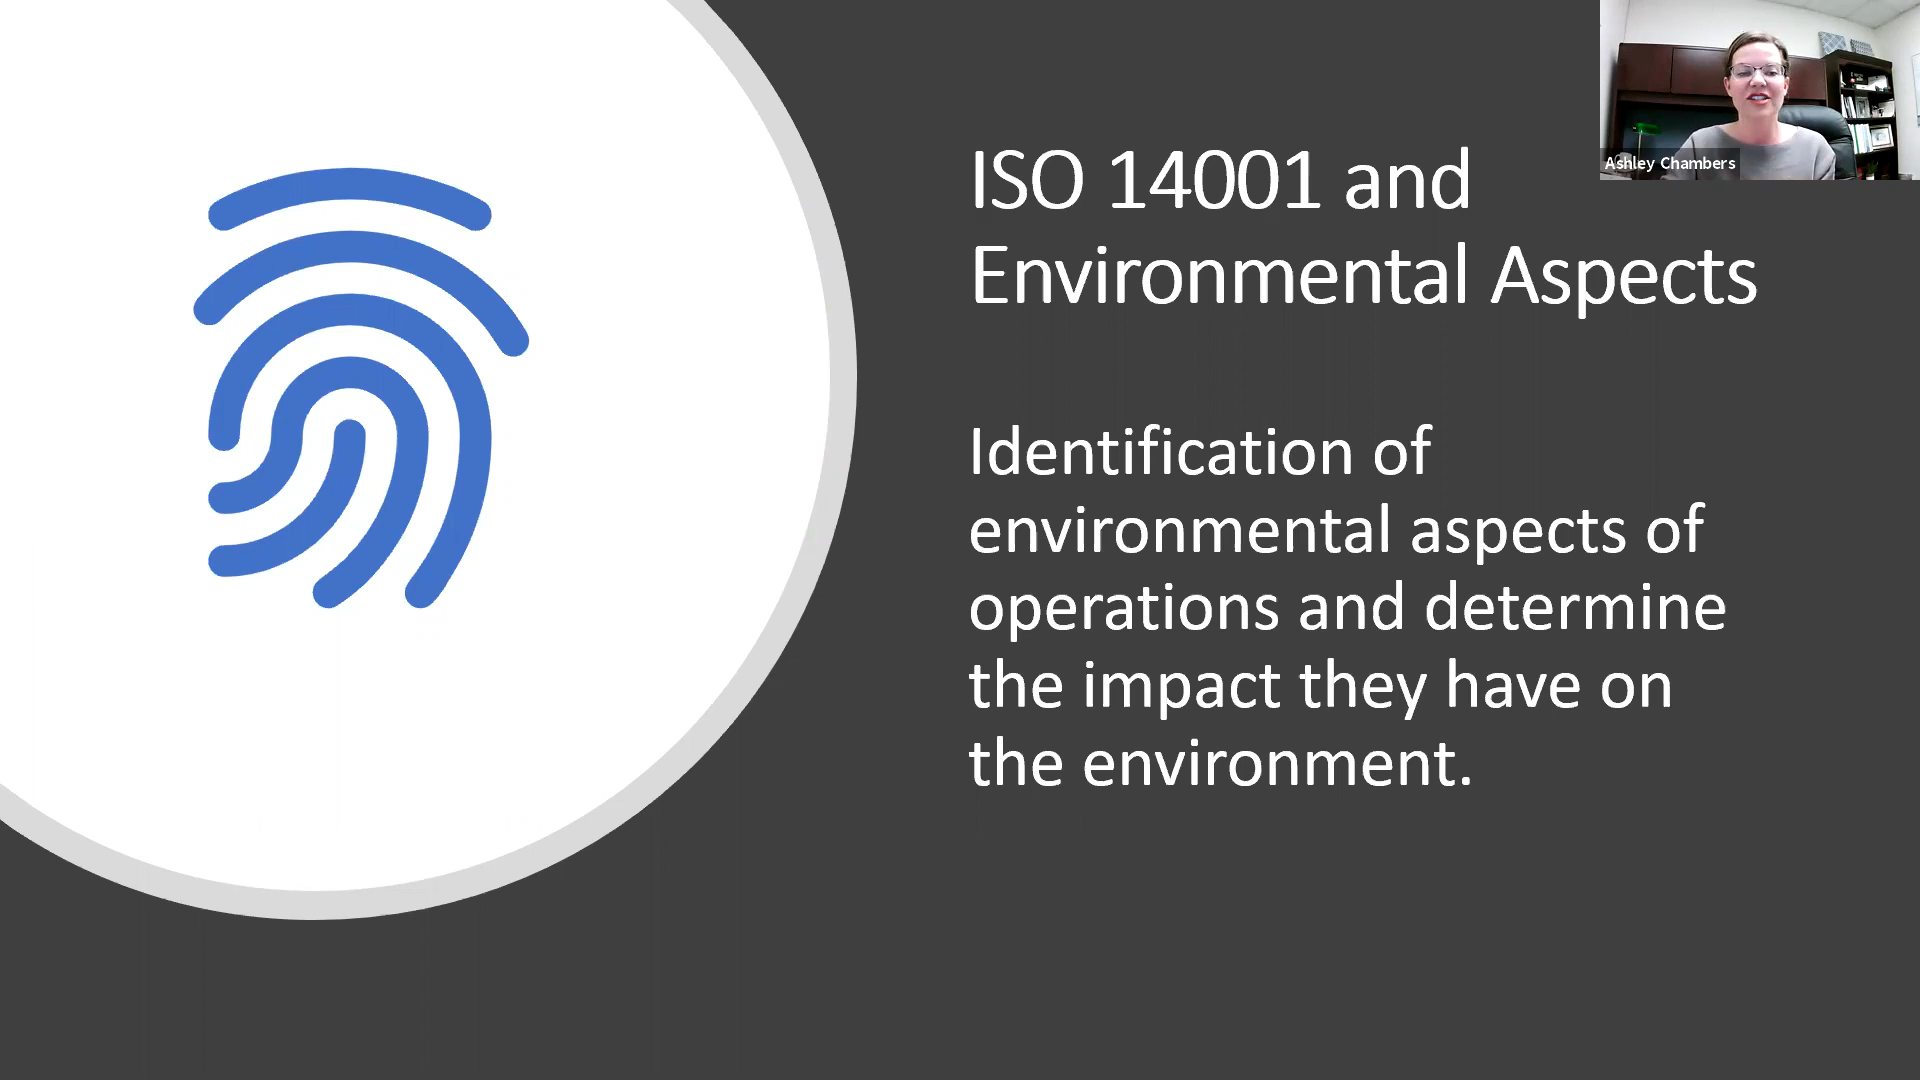 ISO 14001 and
Environmental Aspects
Identification of
environmental aspects of
operations and determine
the impact they have on
the environment.
Ashley Chambers